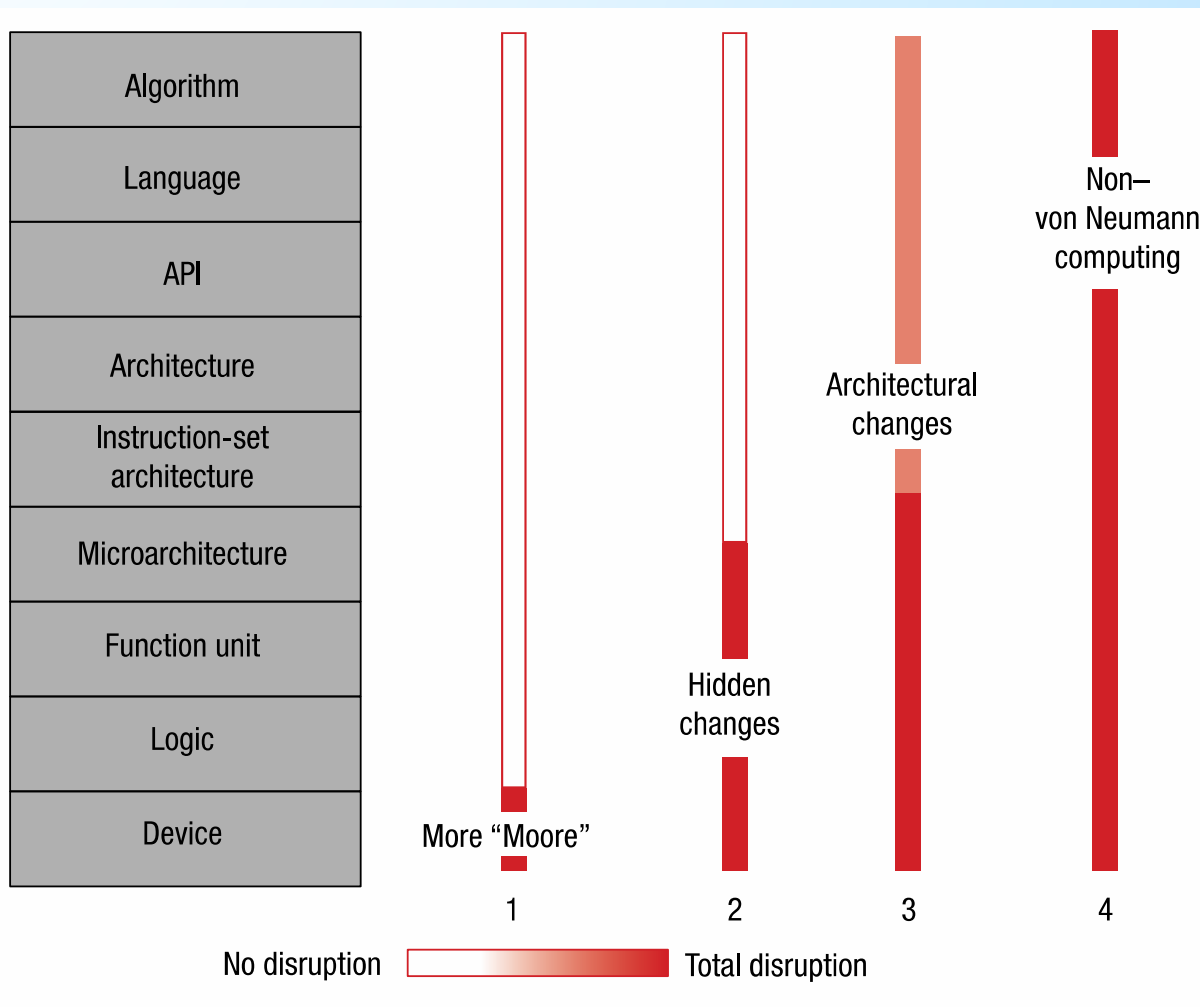 Algorithm
Language
API
Architecture
Instruction-set
architecture
Microarchitecture
Function unit
Logic
Device
More “Moore”
Hidden
changes
Architectural
changes
Non–
von Neumann
computing
1
2
3
4
No disruption
Total disruption